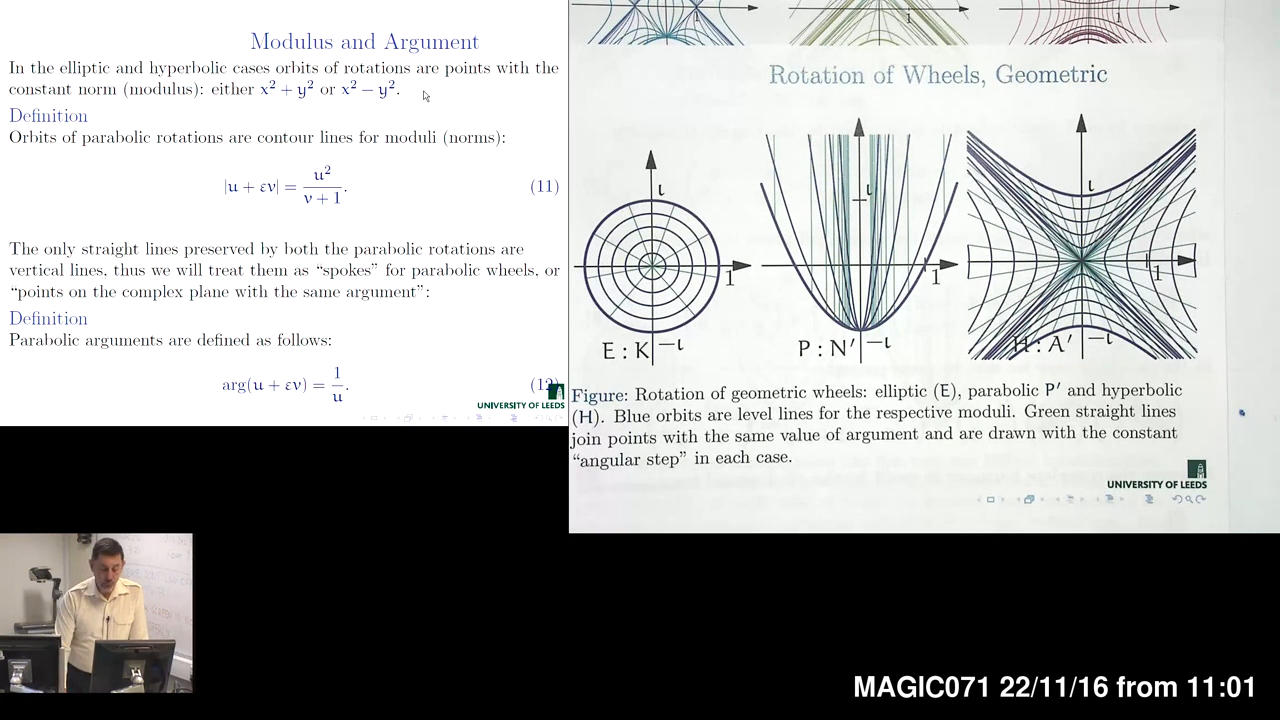 Modulus and Argument
In the elliptic and hyperbolic cases orbits of rotations are points with the
constant norm (modulus): either x² + y² or x² − y².
Definition
Orbits of parabolic rotations are contour lines for moduli (norms):
|u + εv| = u² / (v + 1). (11)
The only straight lines preserved by both the parabolic rotations are
vertical lines, thus we will treat them as “spokes” for parabolic wheels, or
“points on the complex plane with the same argument”:
Definition
Parabolic arguments are defined as follows:
arg(u + εv) = 1 / u. (12)
UNIVERSITY OF LEEDS
1 1
Rotation of Wheels, Geometric
ι ι ι
1 1 1
E : K −ι P : N′ −ι H : A′ −ι
Figure: Rotation of geometric wheels: elliptic (E), parabolic P′ and hyperbolic
(H). Blue orbits are level lines for the respective moduli. Green straight lines
join points with the same value of argument and are drawn with the constant
“angular step” in each case.
UNIVERSITY OF LEEDS
MAGIC071 22/11/16 from 11:01